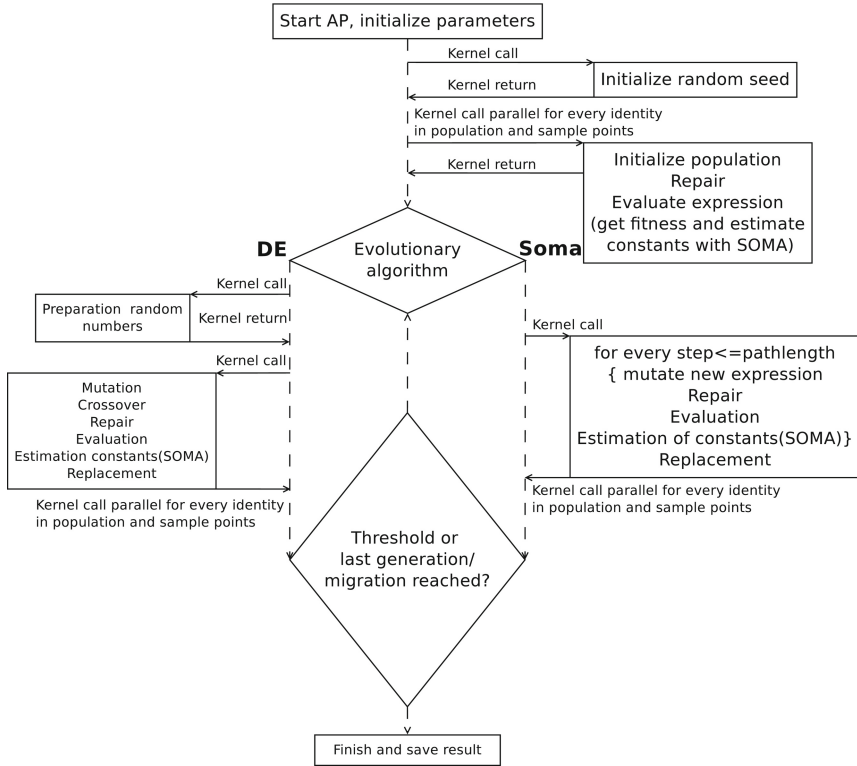 Start AP, initialize parameters
Kernel call
Initialize random seed
Kernel return
Kernel call parallel for every identity
in population and sample points
Kernel return
Initialize population
Repair
Evaluate expression
(get fitness and estimate
constants with SOMA)
DE
Evolutionary
algorithm
Soma
Kernel call
Preparation random
numbers
Kernel return
Kernel call
Mutation
Crossover
Repair
Evaluation
Estimation constants(SOMA)
Replacement
Kernel call parallel for every identity
in population and sample points
Kernel call
for every step<=pathlength
{ mutate new expression
Repair
Evaluation
Estimation of constants(SOMA)}
Replacement
Kernel call parallel for every identity
in population and sample points
Threshold or
last generation/
migration reached?
Finish and save result